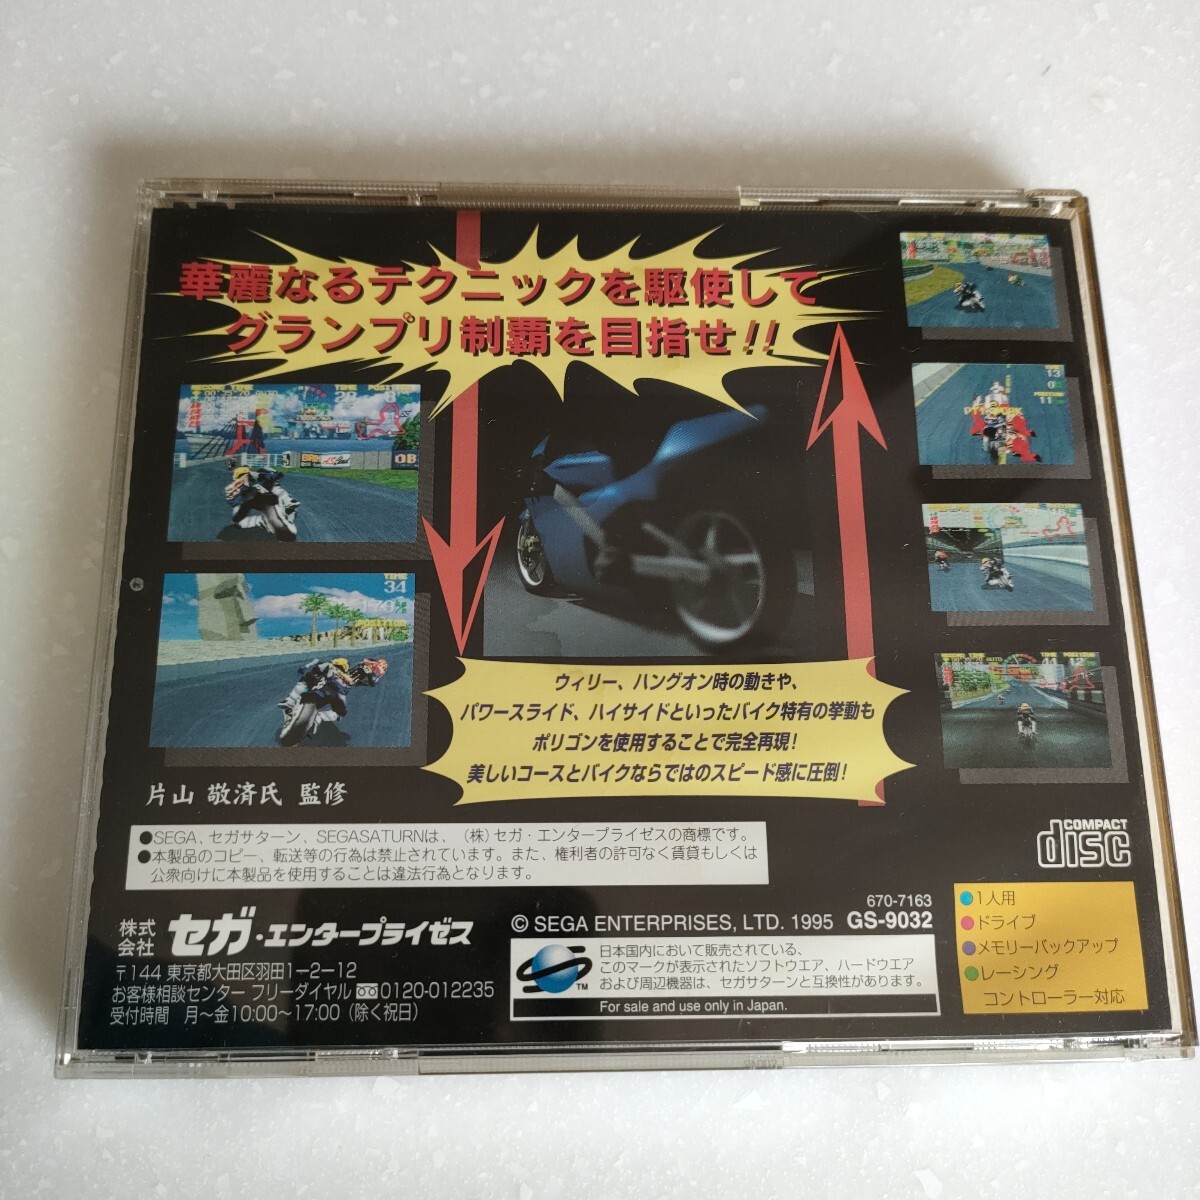 華麗なるテクニックを駆使して
グランプリ制覇を目指せ!!
ウィリー、ハングオン時の動きや、
パワースライド、ハイサイドといったバイク特有の挙動も
ポリゴンを使用することで完全再現!
美しいコースとバイクならではのスピード感に圧倒!
片山 敬済氏 監修
●SEGA、セガサターン、SEGASATURNは、(株)セガ・エンタープライゼスの商標です。
●本製品のコピー、転送等の行為は禁止されています。また、権利者の許可なく賃貸もしくは
公衆向けに本製品を使用することは違法行為となります。
COMPACT
disc
株式会社 セガ・エンタープライゼス
〒144 東京都大田区羽田1-2-12
お客様相談センター フリーダイヤル 0120-012235
受付時間 月〜金10:00〜17:00(除く祝日)
670-7163
© SEGA ENTERPRISES, LTD. 1995 GS-9032
日本国内において販売されている、
このマークが表示されたソフトウエア、ハードウエア
および周辺機器は、セガサターンと互換性があります。
TM
For sale and use only in Japan.
●1人用
●ドライブ
●メモリーバックアップ
●レーシング
コントローラー対応
TIME
34
POSITION